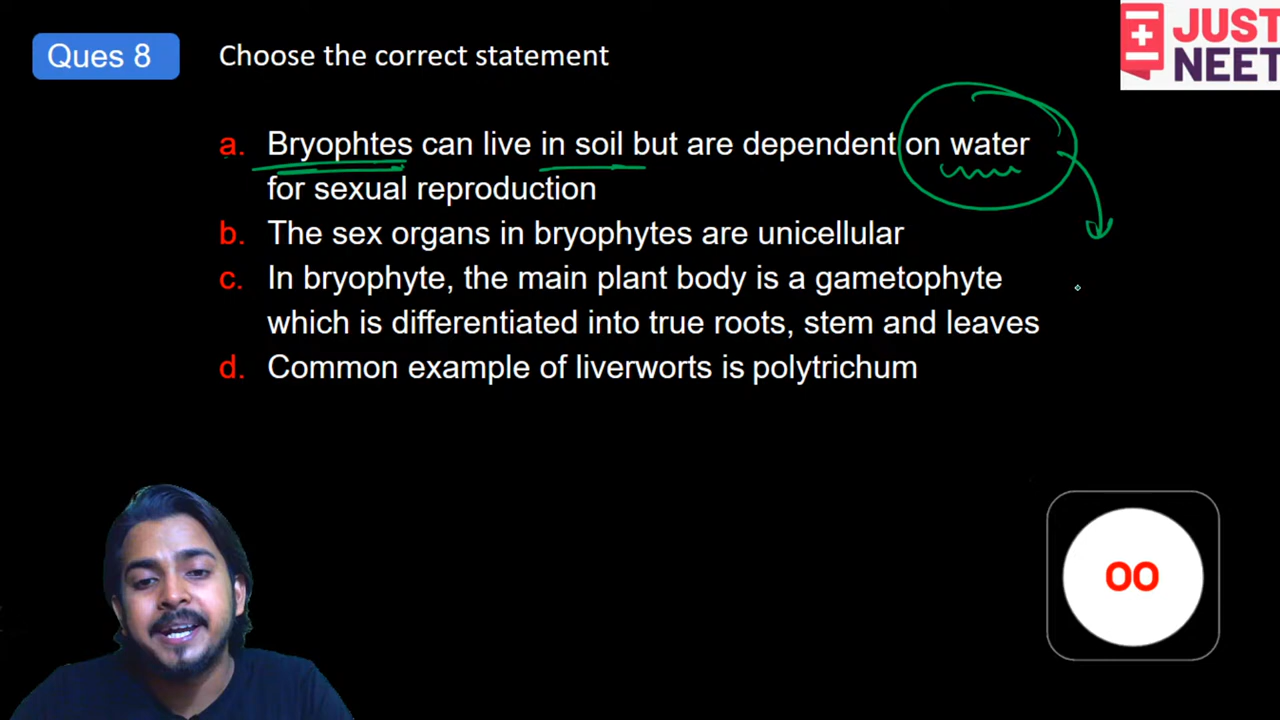 Ques 8
Choose the correct statement
JUST
NEET
a. Bryophtes can live in soil but are dependent on water
for sexual reproduction
b. The sex organs in bryophytes are unicellular
c. In bryophyte, the main plant body is a gametophyte
which is differentiated into true roots, stem and leaves
d. Common example of liverworts is polytrichum
00